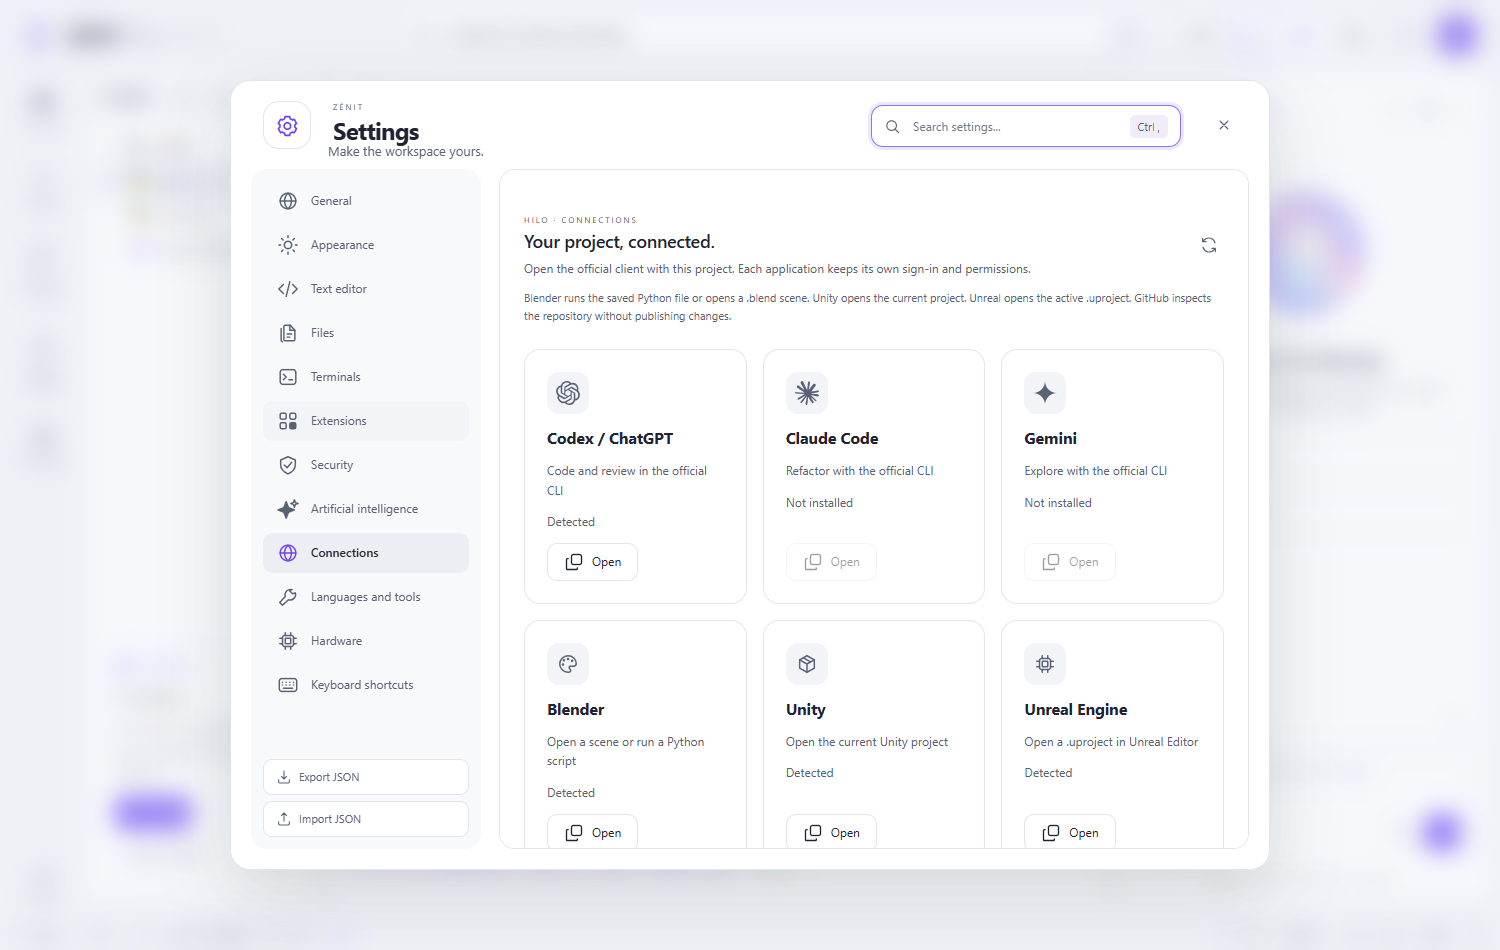 ZÉNIT
Settings
Make the workspace yours.
Search settings...
Ctrl ,
General
Appearance
Text editor
Files
Terminals
Extensions
Security
Artificial intelligence
Connections
Languages and tools
Hardware
Keyboard shortcuts
Export JSON
Import JSON
HILO · CONNECTIONS
Your project, connected.
Open the official client with this project. Each application keeps its own sign-in and permissions.
Blender runs the saved Python file or opens a .blend scene. Unity opens the current project. Unreal opens the active .uproject. GitHub inspects
the repository without publishing changes.
Codex / ChatGPT
Code and review in the official
CLI
Detected
Open
Claude Code
Refactor with the official CLI
Not installed
Open
Gemini
Explore with the official CLI
Not installed
Open
Blender
Open a scene or run a Python
script
Detected
Open
Unity
Open the current Unity project
Detected
Open
Unreal Engine
Open a .uproject in Unreal Editor
Detected
Open